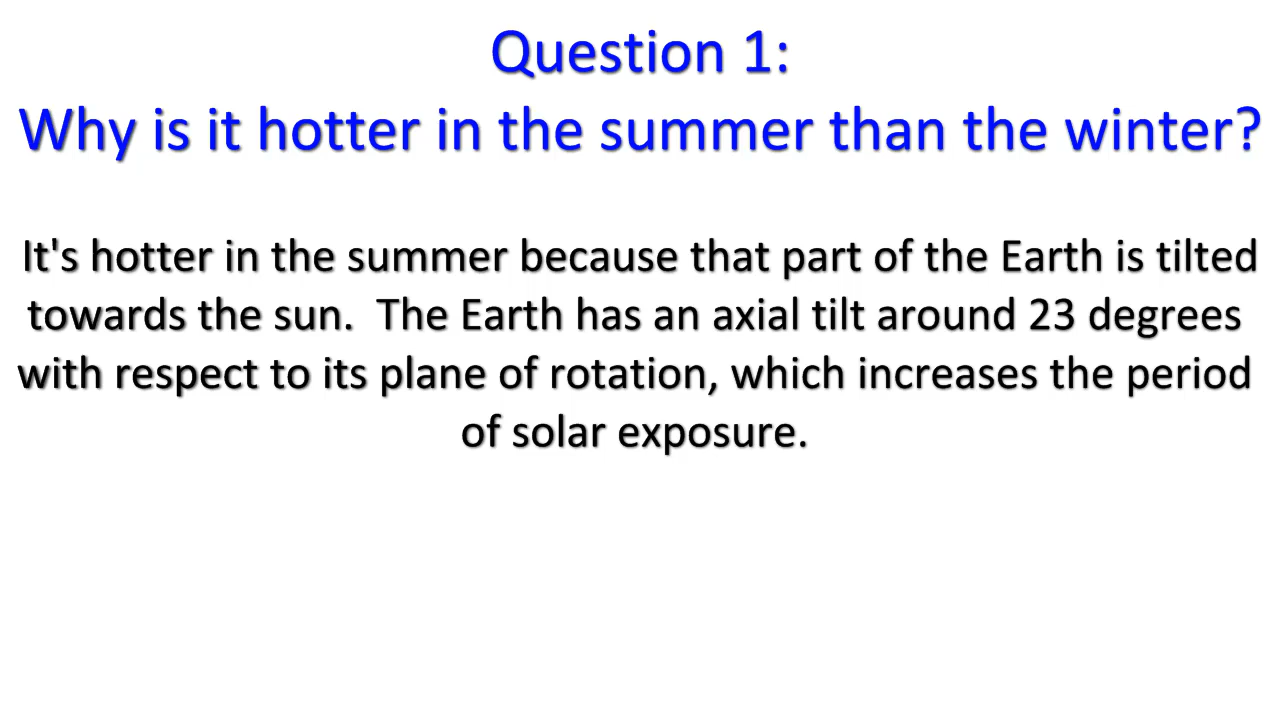 Question 1:
Why is it hotter in the summer than the winter?
It's hotter in the summer because that part of the Earth is tilted
towards the sun.  The Earth has an axial tilt around 23 degrees
with respect to its plane of rotation, which increases the period
of solar exposure.